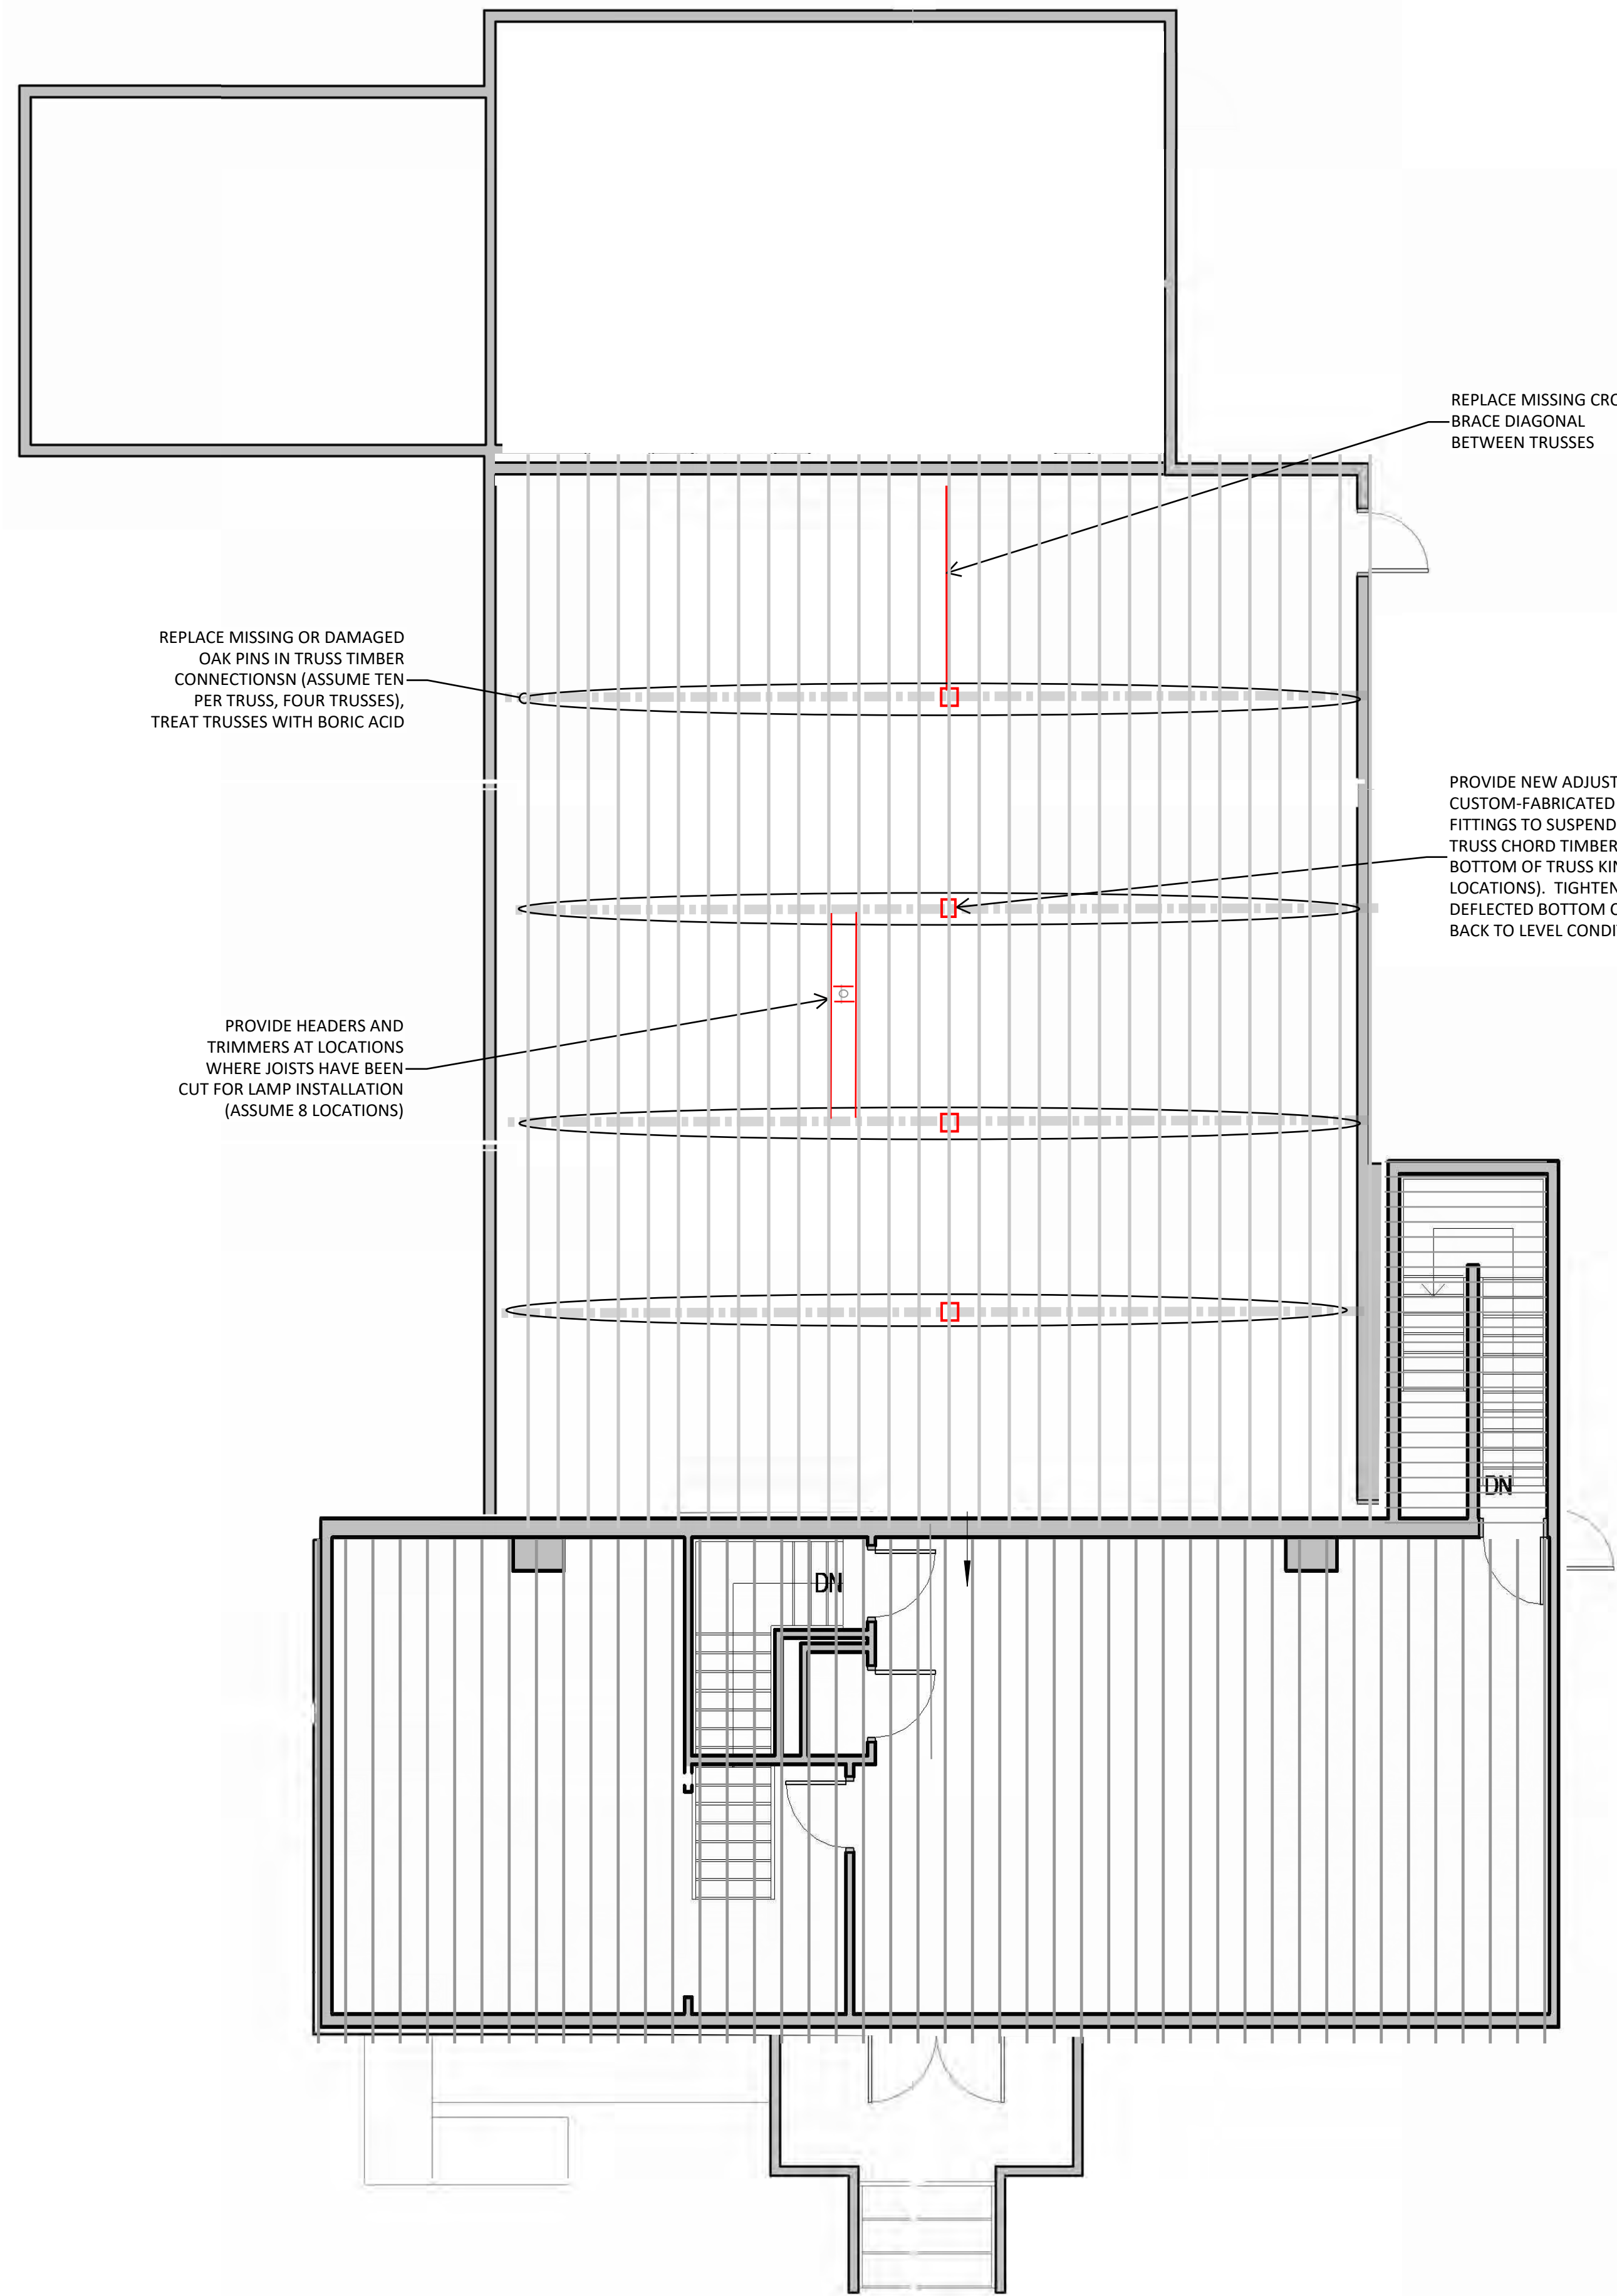 REPLACE MISSING CRO
BRACE DIAGONAL
BETWEEN TRUSSES
REPLACE MISSING OR DAMAGED
OAK PINS IN TRUSS TIMBER
CONNECTIONSN (ASSUME TEN
PER TRUSS, FOUR TRUSSES),
TREAT TRUSSES WITH BORIC ACID
PROVIDE NEW ADJUST
CUSTOM-FABRICATED
FITTINGS TO SUSPEND
TRUSS CHORD TIMBER
BOTTOM OF TRUSS KIN
LOCATIONS). TIGHTEN
DEFLECTED BOTTOM C
BACK TO LEVEL CONDI
PROVIDE HEADERS AND
TRIMMERS AT LOCATIONS
WHERE JOISTS HAVE BEEN
CUT FOR LAMP INSTALLATION
(ASSUME 8 LOCATIONS)
DN
DN